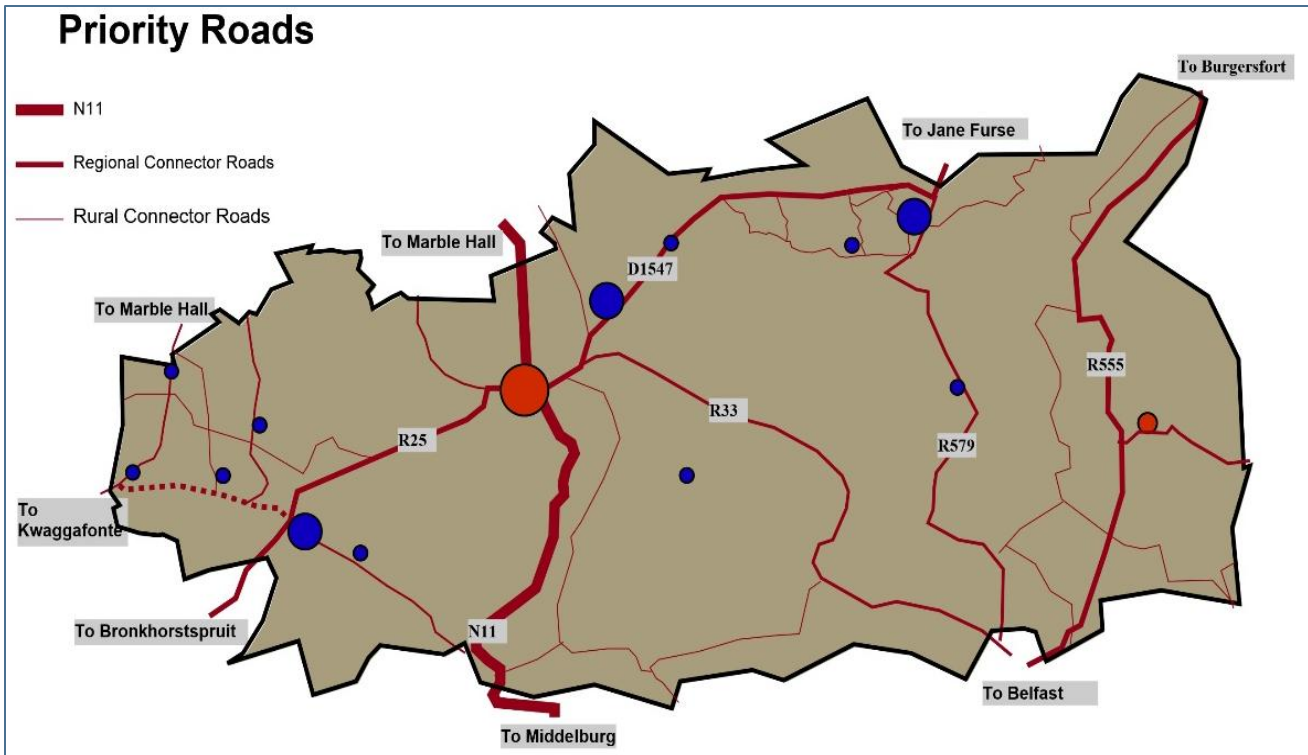 Priority Roads
N11
Regional Connector Roads
Rural Connector Roads
To Burgersfort
To Jane Furse
To Marble Hall
D1547
To Marble Hall
R555
R33
R25
R579
To
Kwaggafonte
To Bronkhorstspruit
N11
To Belfast
To Middelburg